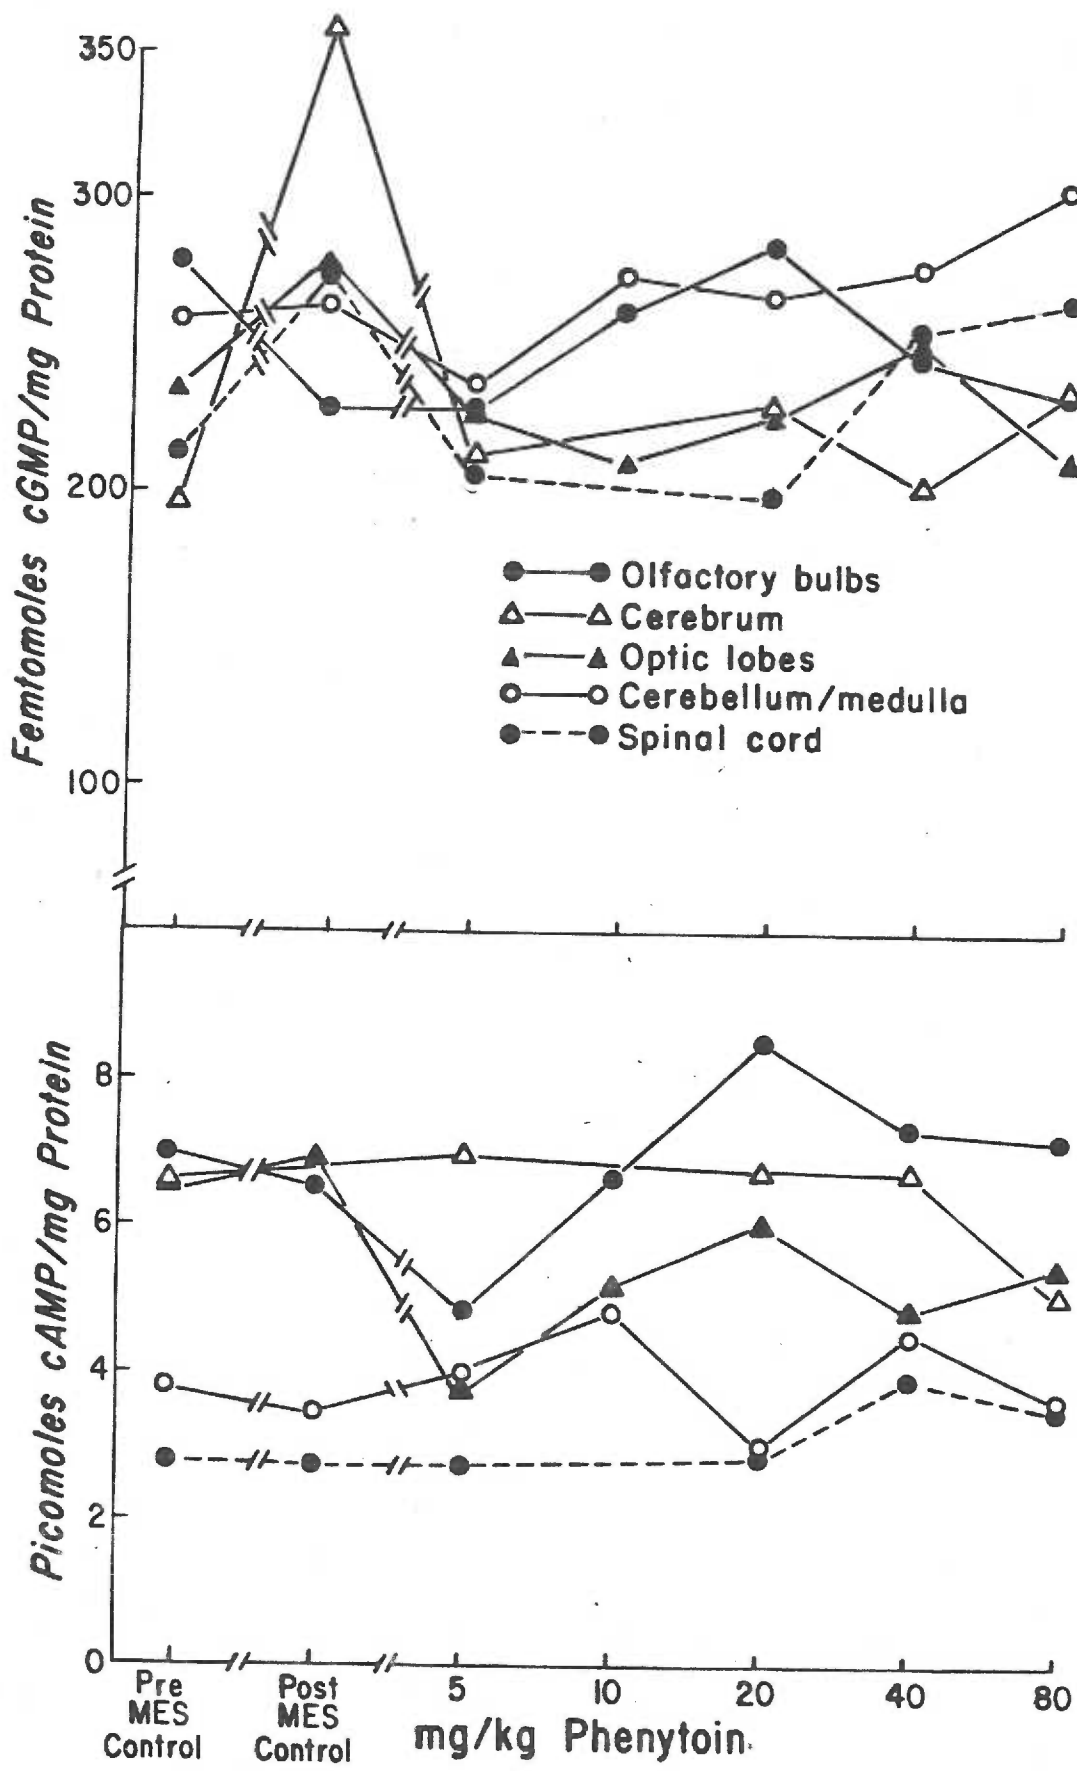 350
300
200
100
Femtomoles cGMP/mg Protein
Olfactory bulbs
Cerebrum
Optic lobes
Cerebellum/medulla
Spinal cord
8
6
4
2
0
Picomoles cAMP/mg Protein
Pre
MES
Control
Post
MES
Control
5
10
20
40
80
mg/kg Phenytoin